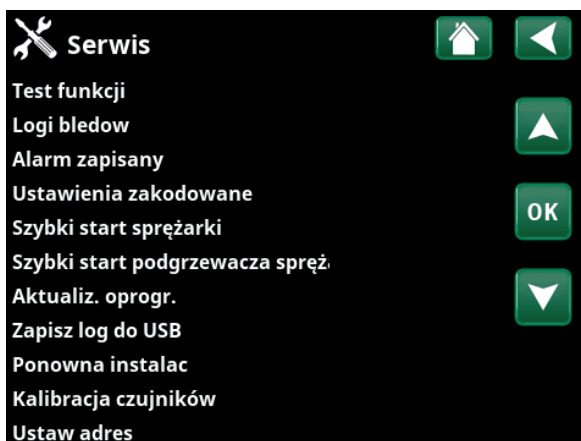 Serwis
Test funkcji
Logi bledow
Alarm zapisany
Ustawienia zakodowane
Szybki start sprężarki
OK
Szybki start podgrzewacza spręż
Aktualiz. oprogr.
Zapisz log do USB
Ponowna instalac
Kalibracja czujników
Ustaw adres